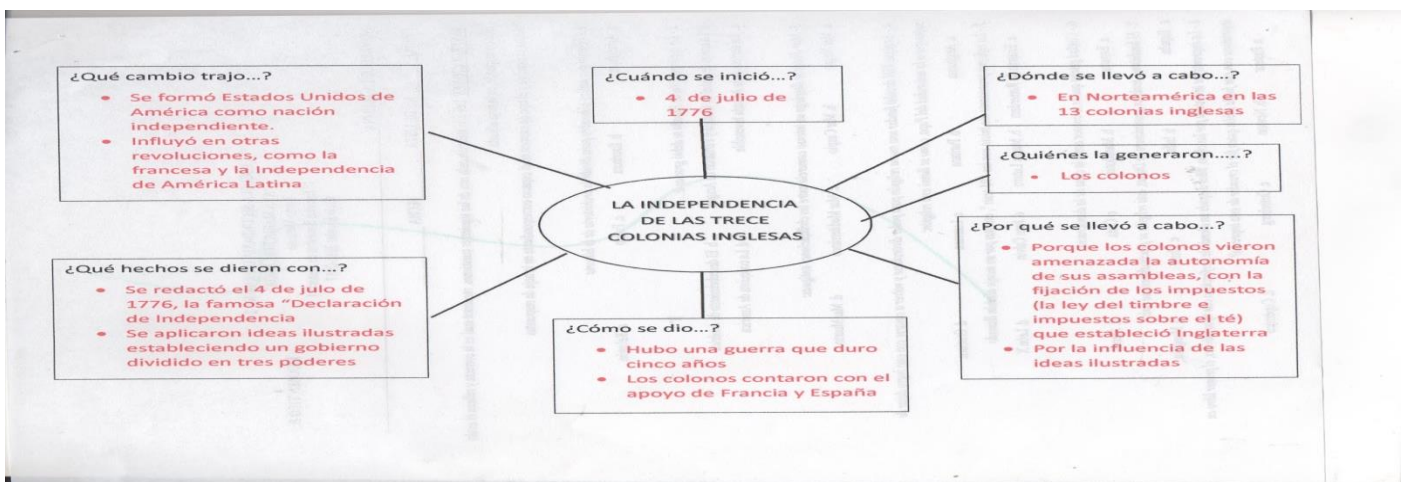 ¿Qué cambio trajo...?
• Se formó Estados Unidos de
América como nación
independiente.
• Influyó en otras
revoluciones, como la
francesa y la Independencia
de América Latina
¿Cuándo se inició...?
• 4 de julio de
1776
¿Dónde se llevó a cabo...?
• En Norteamérica en las
13 colonias inglesas
¿Quiénes la generaron.....?
• Los colonos
LA INDEPENDENCIA
DE LAS TRECE
COLONIAS INGLESAS
¿Qué hechos se dieron con...?
• Se redactó el 4 de julo de
1776, la famosa “Declaración
de Independencia
• Se aplicaron ideas ilustradas
estableciendo un gobierno
dividido en tres poderes
¿Cómo se dio...?
• Hubo una guerra que duro
cinco años
• Los colonos contaron con el
apoyo de Francia y España
¿Por qué se llevó a cabo...?
• Porque los colonos vieron
amenazada la autonomía
de sus asambleas, con la
fijación de los impuestos
(la ley del timbre e
impuestos sobre el té)
que estableció Inglaterra
• Por la influencia de las
ideas ilustradas